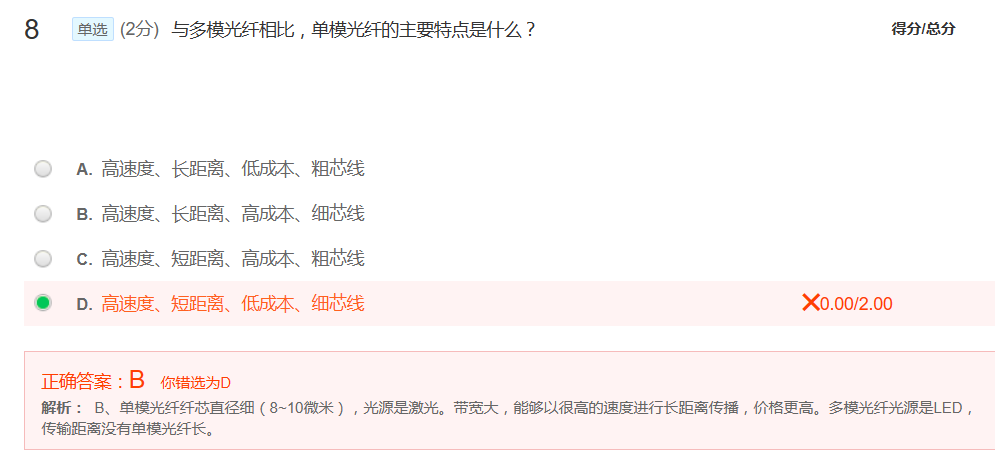 8 单选 (2分) 与多模光纤相比，单模光纤的主要特点是什么？ 得分/总分
A. 高速度、长距离、低成本、粗芯线
B. 高速度、长距离、高成本、细芯线
C. 高速度、短距离、高成本、粗芯线
D. 高速度、短距离、低成本、细芯线 ×0.00/2.00
正确答案：B 你错选为D
解析： B、单模光纤纤芯直径细（8~10微米），光源是激光。带宽大，能够以很高的速度进行长距离传播，价格更高。多模光纤光源是LED，
传输距离没有单模光纤长。